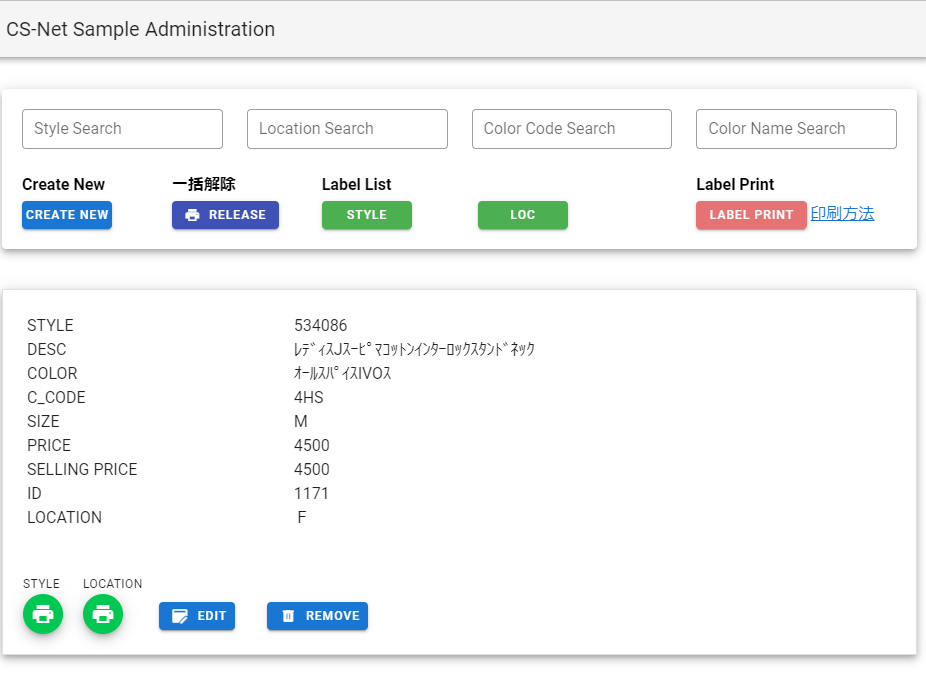 CS-Net Sample Administration
Style Search Location Search Color Code Search Color Name Search
Create New 一括解除 Label List Label Print
CREATE NEW RELEASE STYLE LOC LABEL PRINT 印刷方法
STYLE 534086
DESC ﾚﾃﾞｨｽJｽｰﾋﾟﾏｺｯﾄﾝｲﾝﾀｰﾛｯｸｽﾀﾝﾄﾞﾈｯｸ
COLOR ｵｰﾙｽﾊﾟｲｽIVOｽ
C_CODE 4HS
SIZE M
PRICE 4500
SELLING PRICE 4500
ID 1171
LOCATION F
STYLE LOCATION
EDIT REMOVE